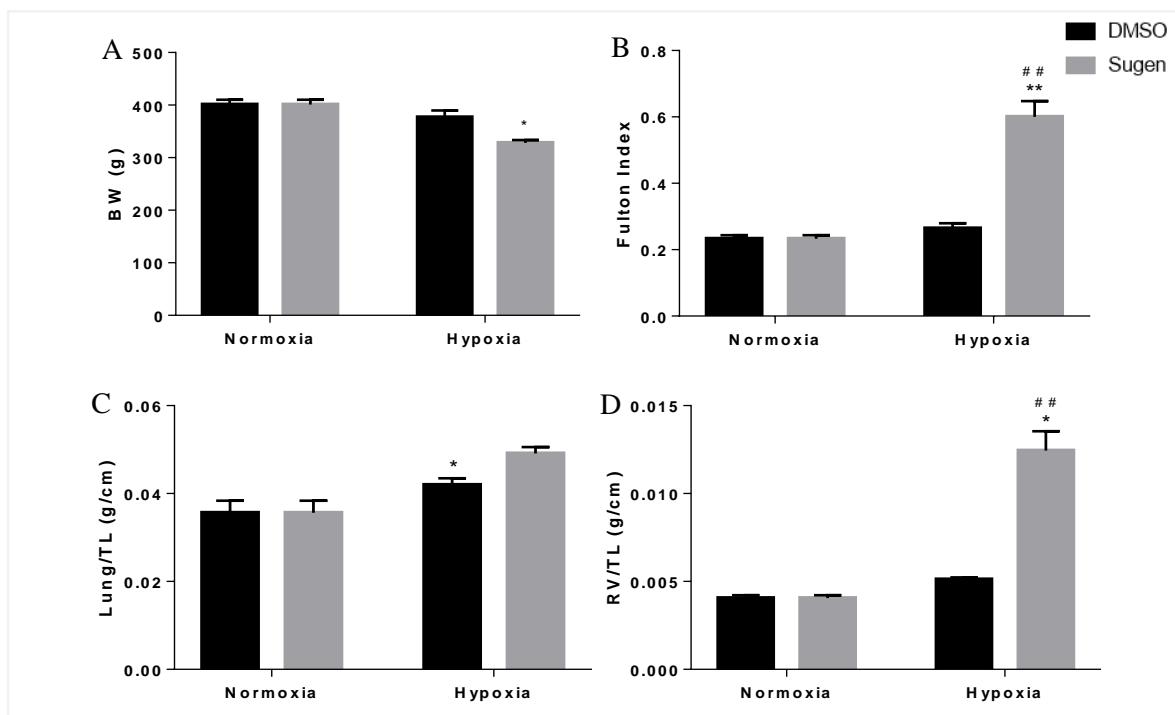 DMSO
Sugen
A
BW (g)
500
400
300
200
100
0
*
Normoxia Hypoxia
B
Fulton Index
0.8
0.6
0.4
0.2
0.0
# #
**
Normoxia Hypoxia
C
Lung/TL (g/cm)
0.06
0.04
0.02
0.00
*
Normoxia Hypoxia
D
RV/TL (g/cm)
0.015
0.010
0.005
0.000
# #
*
Normoxia Hypoxia